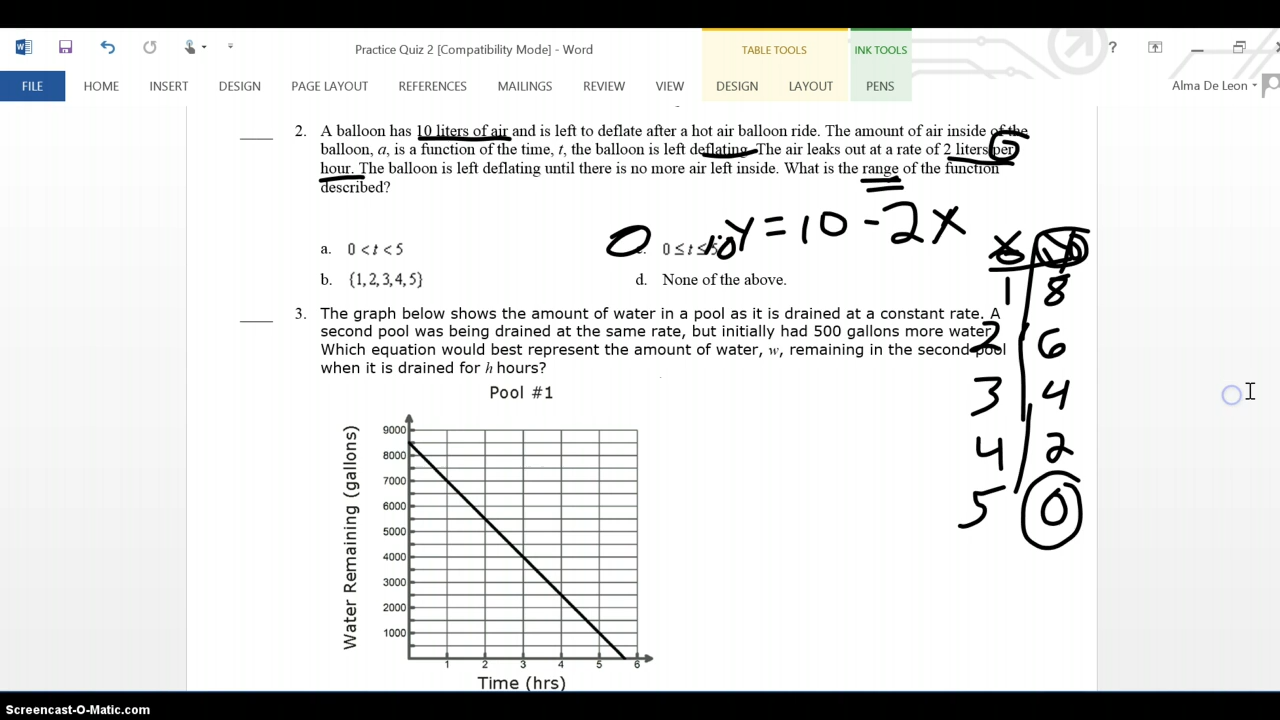 Practice Quiz 2 [Compatibility Mode] - Word
TABLE TOOLS
INK TOOLS
?
FILE
HOME
INSERT
DESIGN
PAGE LAYOUT
REFERENCES
MAILINGS
REVIEW
VIEW
DESIGN
LAYOUT
PENS
Alma De Leon
2. A balloon has 10 liters of air and is left to deflate after a hot air balloon ride. The amount of air inside of the
balloon, a, is a function of the time, t, the balloon is left deflating. The air leaks out at a rate of 2 liters per
hour. The balloon is left deflating until there is no more air left inside. What is the range of the function
described?
y = 10 - 2x
a. 0 < t < 5
0 ≤ t ≤ 5
b. {1, 2, 3, 4, 5}
d. None of the above.
x y
1 8
2 6
3 4
4 2
5 0
3. The graph below shows the amount of water in a pool as it is drained at a constant rate. A
second pool was being drained at the same rate, but initially had 500 gallons more water.
Which equation would best represent the amount of water, w, remaining in the second pool
when it is drained for h hours?
Pool #1
Water Remaining (gallons)
9000
8000
7000
6000
5000
4000
3000
2000
1000
1 2 3 4 5 6
Time (hrs)
Screencast-O-Matic.com